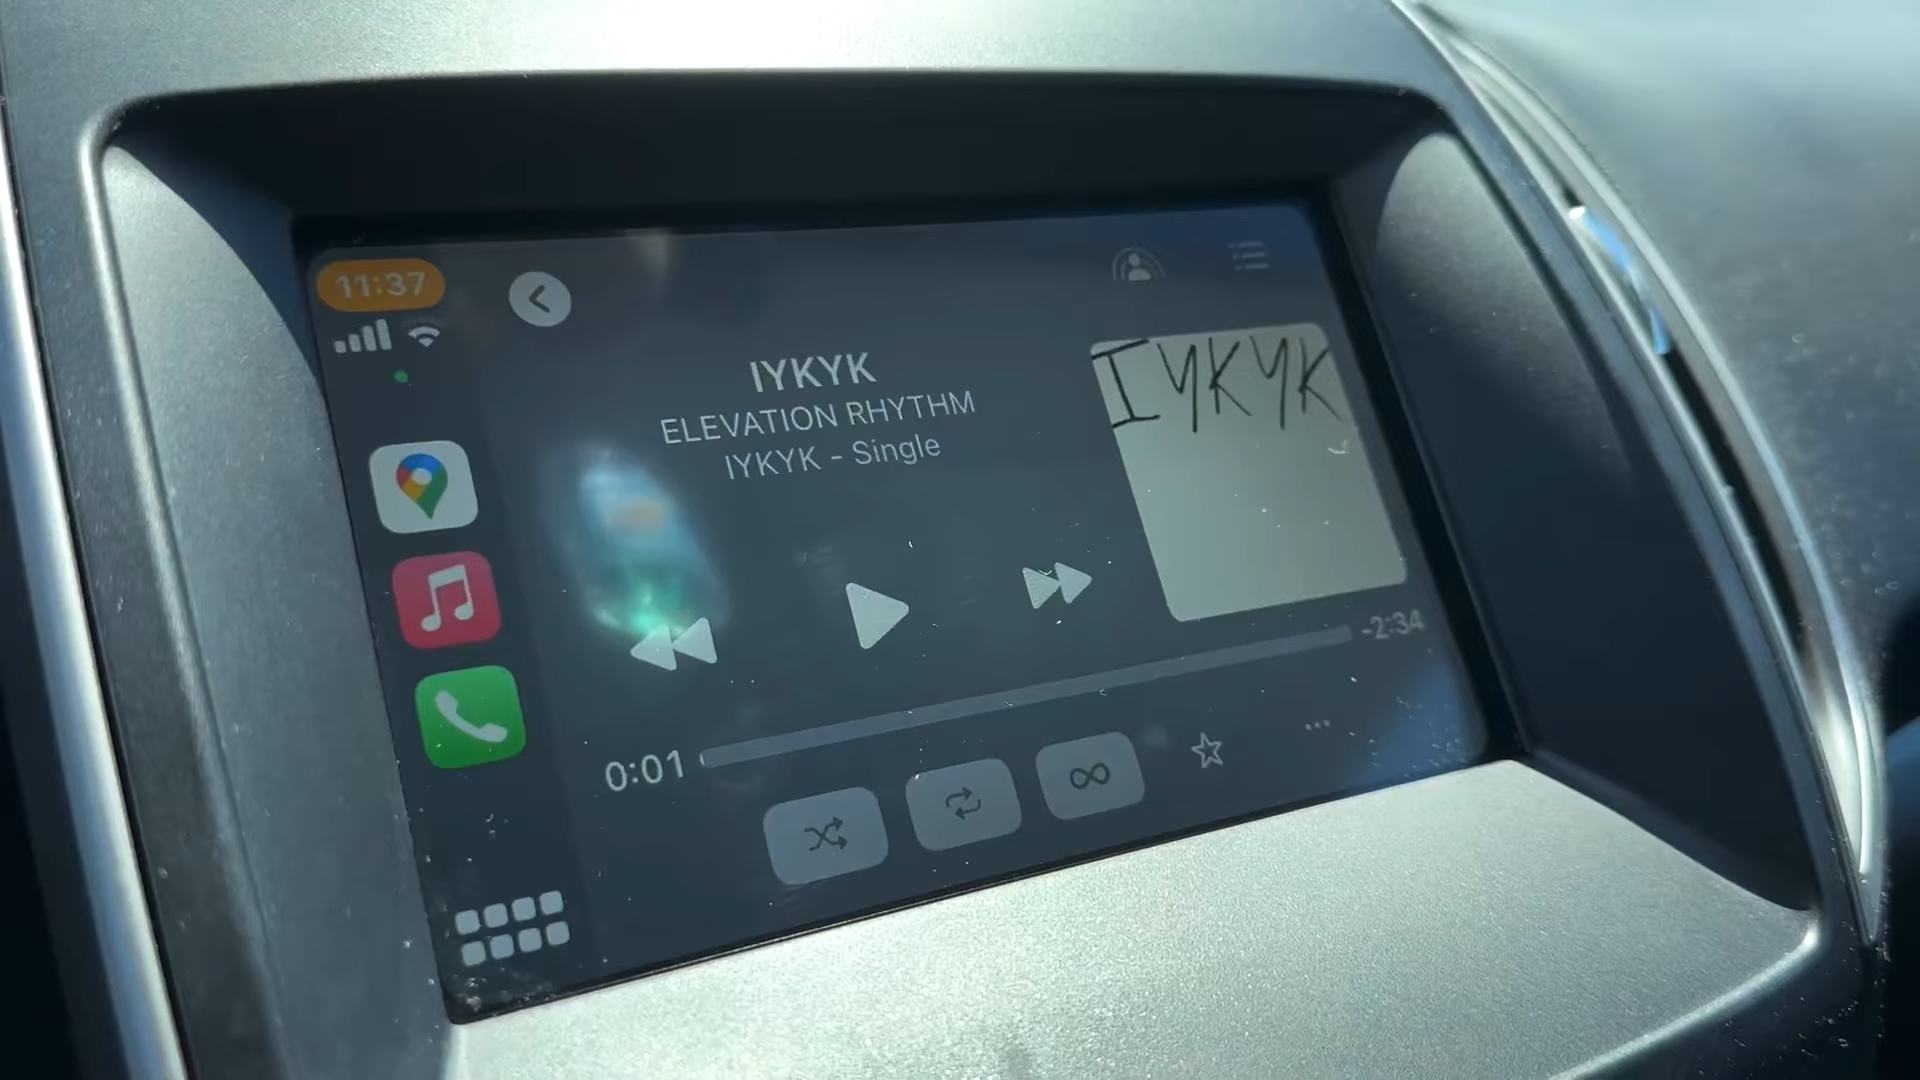 11:37
IYKYK
ELEVATION RHYTHM
IYKYK - Single
IYKYK
0:01
-2:34